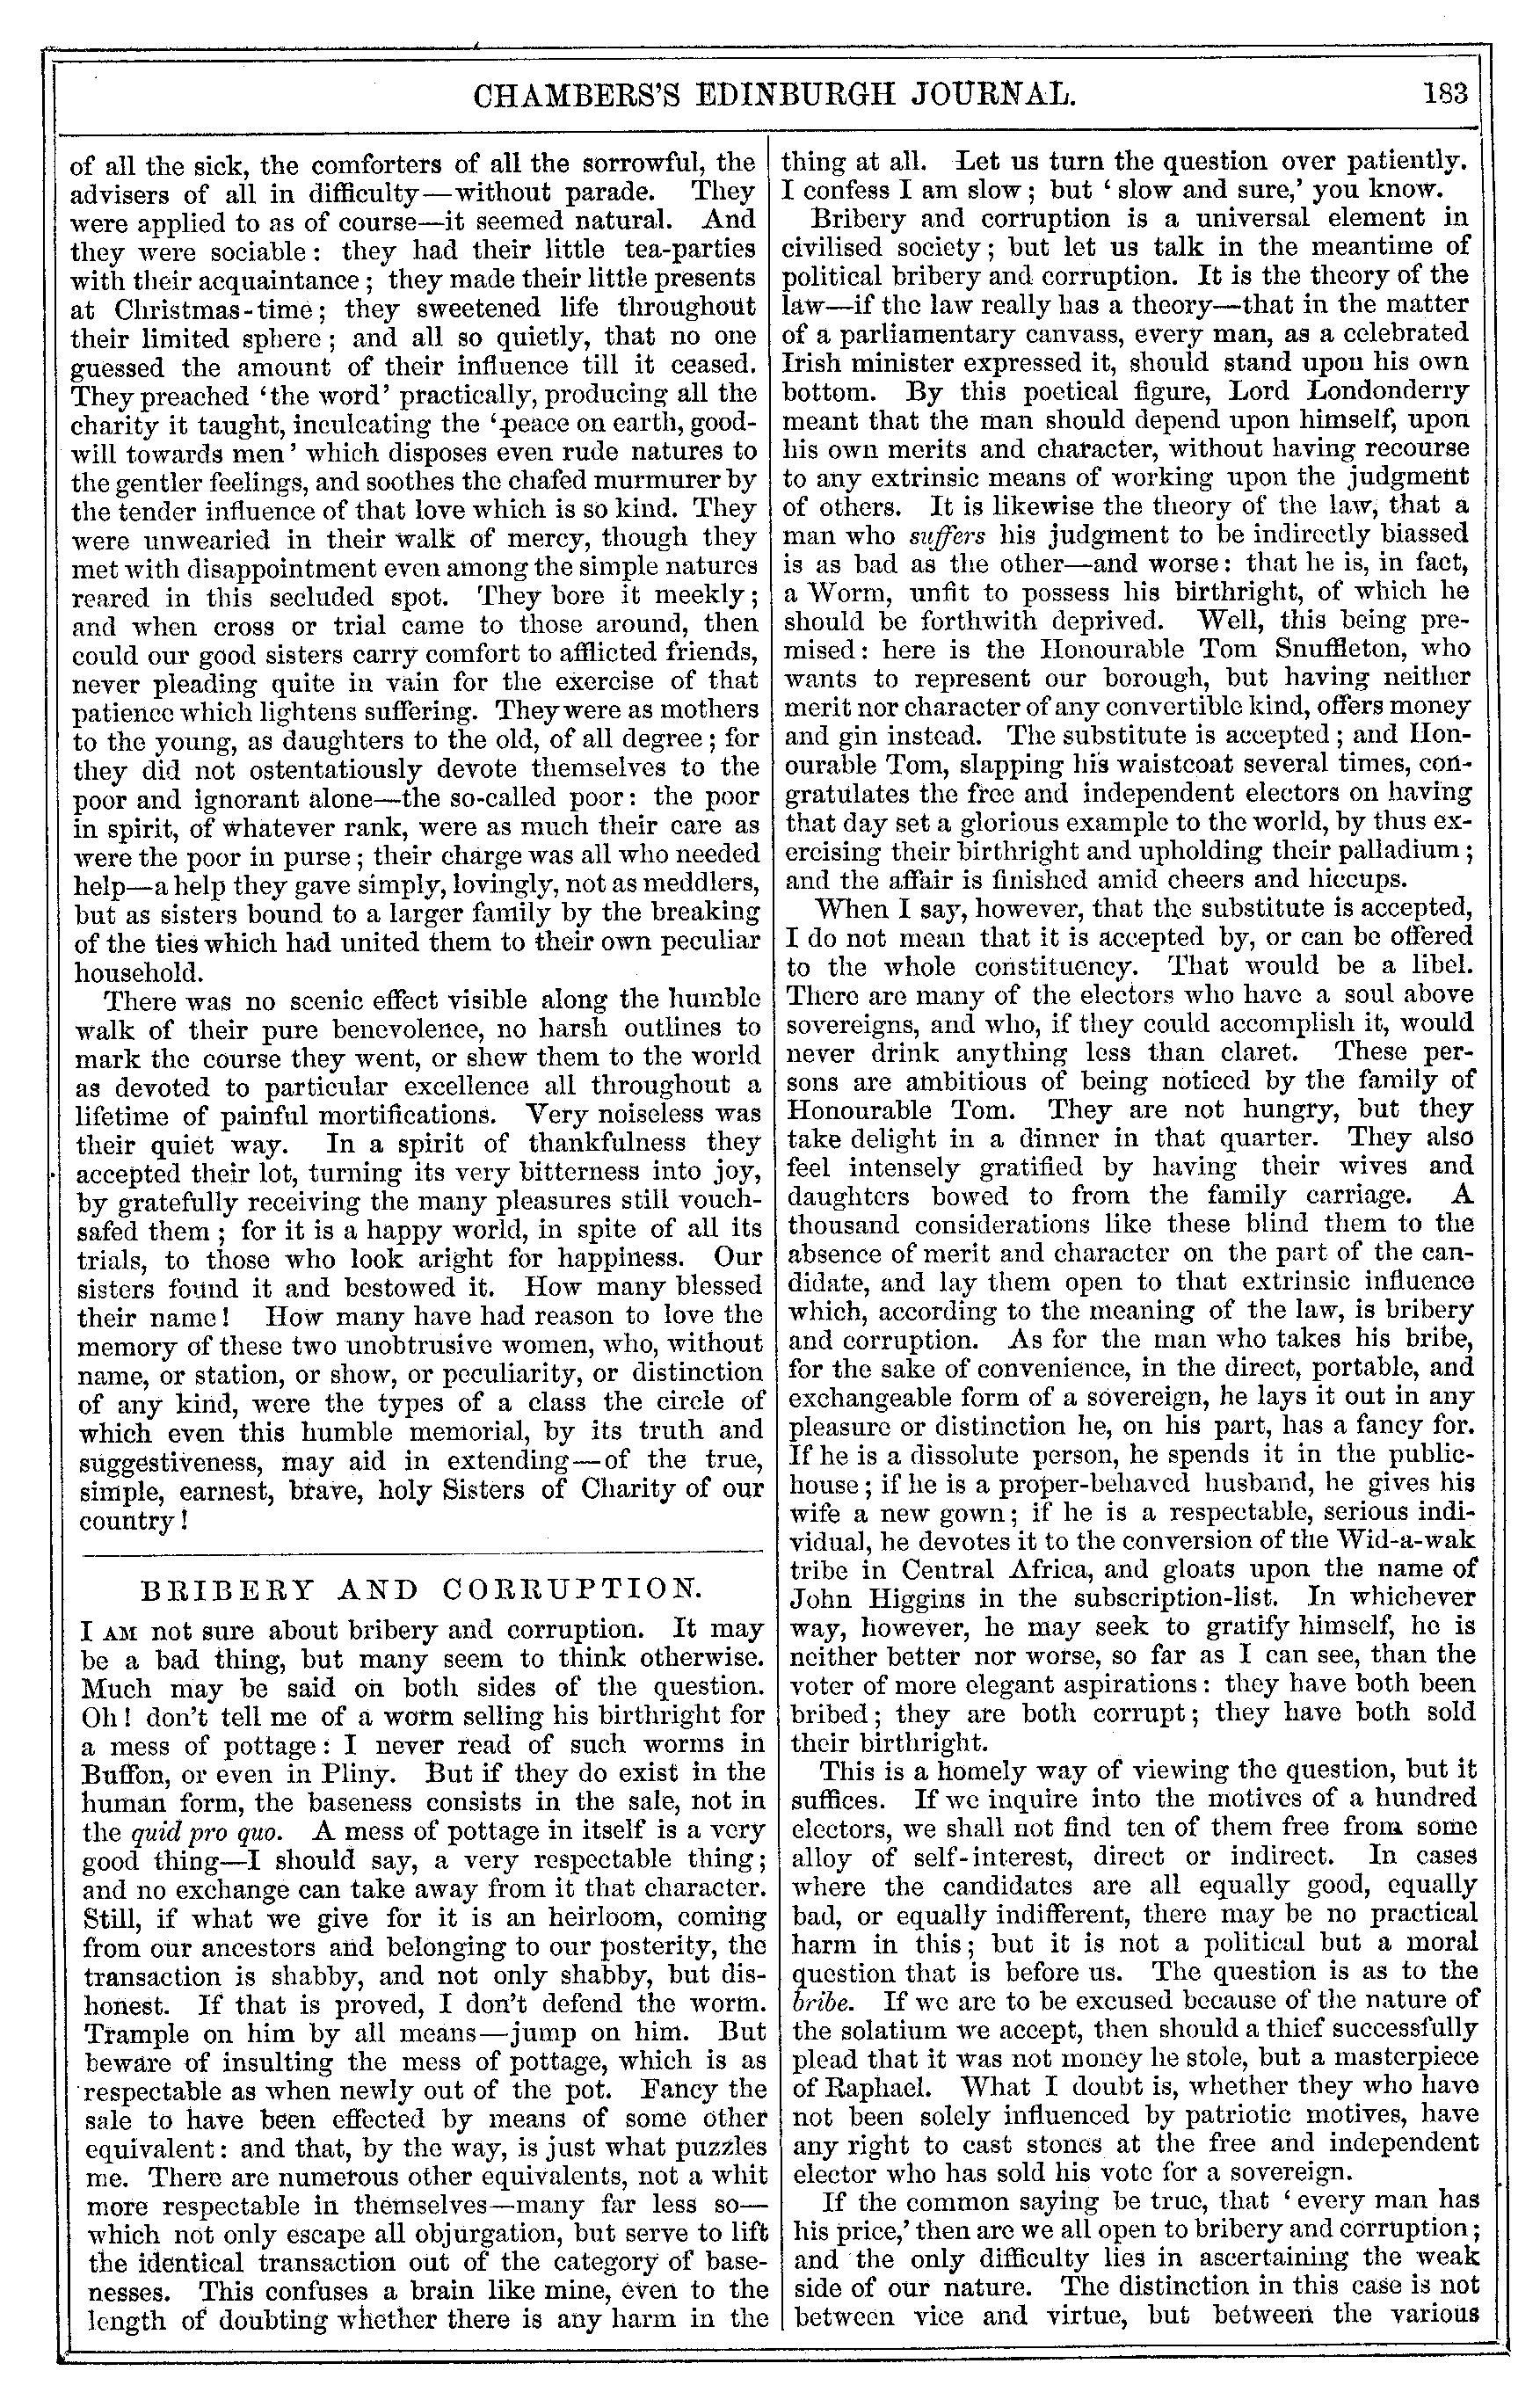 CHAMBERS'S EDINBURGH JOURNAL.
183
of all the sick, the comforters of all the sorrowful, the
advisers of all in difficulty—without parade. They
were applied to as of course—it seemed natural. And
they were sociable: they had their little tea-parties
with their acquaintance; they made their little presents
at Christmas-time; they sweetened life throughout
their limited sphere; and all so quietly, that no one
guessed the amount of their influence till it ceased.
They preached ‘the word’ practically, producing all the
charity it taught, inculcating the ‘peace on earth, good-
will towards men’ which disposes even rude natures to
the gentler feelings, and soothes the chafed murmurer by
the tender influence of that love which is so kind. They
were unwearied in their walk of mercy, though they
met with disappointment even among the simple natures
reared in this secluded spot. They bore it meekly;
and when cross or trial came to those around, then
could our good sisters carry comfort to afflicted friends,
never pleading quite in vain for the exercise of that
patience which lightens suffering. They were as mothers
to the young, as daughters to the old, of all degree; for
they did not ostentatiously devote themselves to the
poor and ignorant alone—the so-called poor: the poor
in spirit, of whatever rank, were as much their care as
were the poor in purse; their charge was all who needed
help—a help they gave simply, lovingly, not as meddlers,
but as sisters bound to a larger family by the breaking
of the ties which had united them to their own peculiar
household.
There was no scenic effect visible along the humble
walk of their pure benevolence, no harsh outlines to
mark the course they went, or shew them to the world
as devoted to particular excellence all throughout a
lifetime of painful mortifications. Very noiseless was
their quiet way. In a spirit of thankfulness they
accepted their lot, turning its very bitterness into joy,
by gratefully receiving the many pleasures still vouch-
safed them; for it is a happy world, in spite of all its
trials, to those who look aright for happiness. Our
sisters found it and bestowed it. How many blessed
their name! How many have had reason to love the
memory of these two unobtrusive women, who, without
name, or station, or show, or peculiarity, or distinction
of any kind, were the types of a class the circle of
which even this humble memorial, by its truth and
suggestiveness, may aid in extending—of the true,
simple, earnest, brave, holy Sisters of Charity of our
country!
BRIBERY AND CORRUPTION.
I AM not sure about bribery and corruption. It may
be a bad thing, but many seem to think otherwise.
Much may be said on both sides of the question.
Oh! don't tell me of a worm selling his birthright for
a mess of pottage: I never read of such worms in
Buffon, or even in Pliny. But if they do exist in the
human form, the baseness consists in the sale, not in
the quid pro quo. A mess of pottage in itself is a very
good thing—I should say, a very respectable thing;
and no exchange can take away from it that character.
Still, if what we give for it is an heirloom, coming
from our ancestors and belonging to our posterity, the
transaction is shabby, and not only shabby, but dis-
honest. If that is proved, I don't defend the worm.
Trample on him by all means—jump on him. But
beware of insulting the mess of pottage, which is as
respectable as when newly out of the pot. Fancy the
sale to have been effected by means of some other
equivalent: and that, by the way, is just what puzzles
me. There are numerous other equivalents, not a whit
more respectable in themselves—many far less so—
which not only escape all objurgation, but serve to lift
the identical transaction out of the category of base-
nesses. This confuses a brain like mine, even to the
length of doubting whether there is any harm in the
thing at all. Let us turn the question over patiently.
I confess I am slow; but ‘slow and sure,’ you know.
Bribery and corruption is a universal element in
civilised society; but let us talk in the meantime of
political bribery and corruption. It is the theory of the
law—if the law really has a theory—that in the matter
of a parliamentary canvass, every man, as a celebrated
Irish minister expressed it, should stand upon his own
bottom. By this poetical figure, Lord Londonderry
meant that the man should depend upon himself, upon
his own merits and character, without having recourse
to any extrinsic means of working upon the judgment
of others. It is likewise the theory of the law, that a
man who suffers his judgment to be indirectly biassed
is as bad as the other—and worse: that he is, in fact,
a Worm, unfit to possess his birthright, of which he
should be forthwith deprived. Well, this being pre-
mised: here is the Honourable Tom Snuffleton, who
wants to represent our borough, but having neither
merit nor character of any convertible kind, offers money
and gin instead. The substitute is accepted; and Hon-
ourable Tom, slapping his waistcoat several times, con-
gratulates the free and independent electors on having
that day set a glorious example to the world, by thus ex-
ercising their birthright and upholding their palladium;
and the affair is finished amid cheers and hiccups.
When I say, however, that the substitute is accepted,
I do not mean that it is accepted by, or can be offered
to the whole constituency. That would be a libel.
There are many of the electors who have a soul above
sovereigns, and who, if they could accomplish it, would
never drink anything less than claret. These per-
sons are ambitious of being noticed by the family of
Honourable Tom. They are not hungry, but they
take delight in a dinner in that quarter. They also
feel intensely gratified by having their wives and
daughters bowed to from the family carriage. A
thousand considerations like these blind them to the
absence of merit and character on the part of the can-
didate, and lay them open to that extrinsic influence
which, according to the meaning of the law, is bribery
and corruption. As for the man who takes his bribe,
for the sake of convenience, in the direct, portable, and
exchangeable form of a sovereign, he lays it out in any
pleasure or distinction he, on his part, has a fancy for.
If he is a dissolute person, he spends it in the public-
house; if he is a proper-behaved husband, he gives his
wife a new gown; if he is a respectable, serious indi-
vidual, he devotes it to the conversion of the Wid-a-wak
tribe in Central Africa, and gloats upon the name of
John Higgins in the subscription-list. In whichever
way, however, he may seek to gratify himself, he is
neither better nor worse, so far as I can see, than the
voter of more elegant aspirations: they have both been
bribed; they are both corrupt; they have both sold
their birthright.
This is a homely way of viewing the question, but it
suffices. If we inquire into the motives of a hundred
electors, we shall not find ten of them free from some
alloy of self-interest, direct or indirect. In cases
where the candidates are all equally good, equally
bad, or equally indifferent, there may be no practical
harm in this; but it is not a political but a moral
question that is before us. The question is as to the
bribe. If we are to be excused because of the nature of
the solatium we accept, then should a thief successfully
plead that it was not money he stole, but a masterpiece
of Raphael. What I doubt is, whether they who have
not been solely influenced by patriotic motives, have
any right to cast stones at the free and independent
elector who has sold his vote for a sovereign.
If the common saying be true, that ‘every man has
his price,’ then are we all open to bribery and corruption;
and the only difficulty lies in ascertaining the weak
side of our nature. The distinction in this case is not
between vice and virtue, but between the various